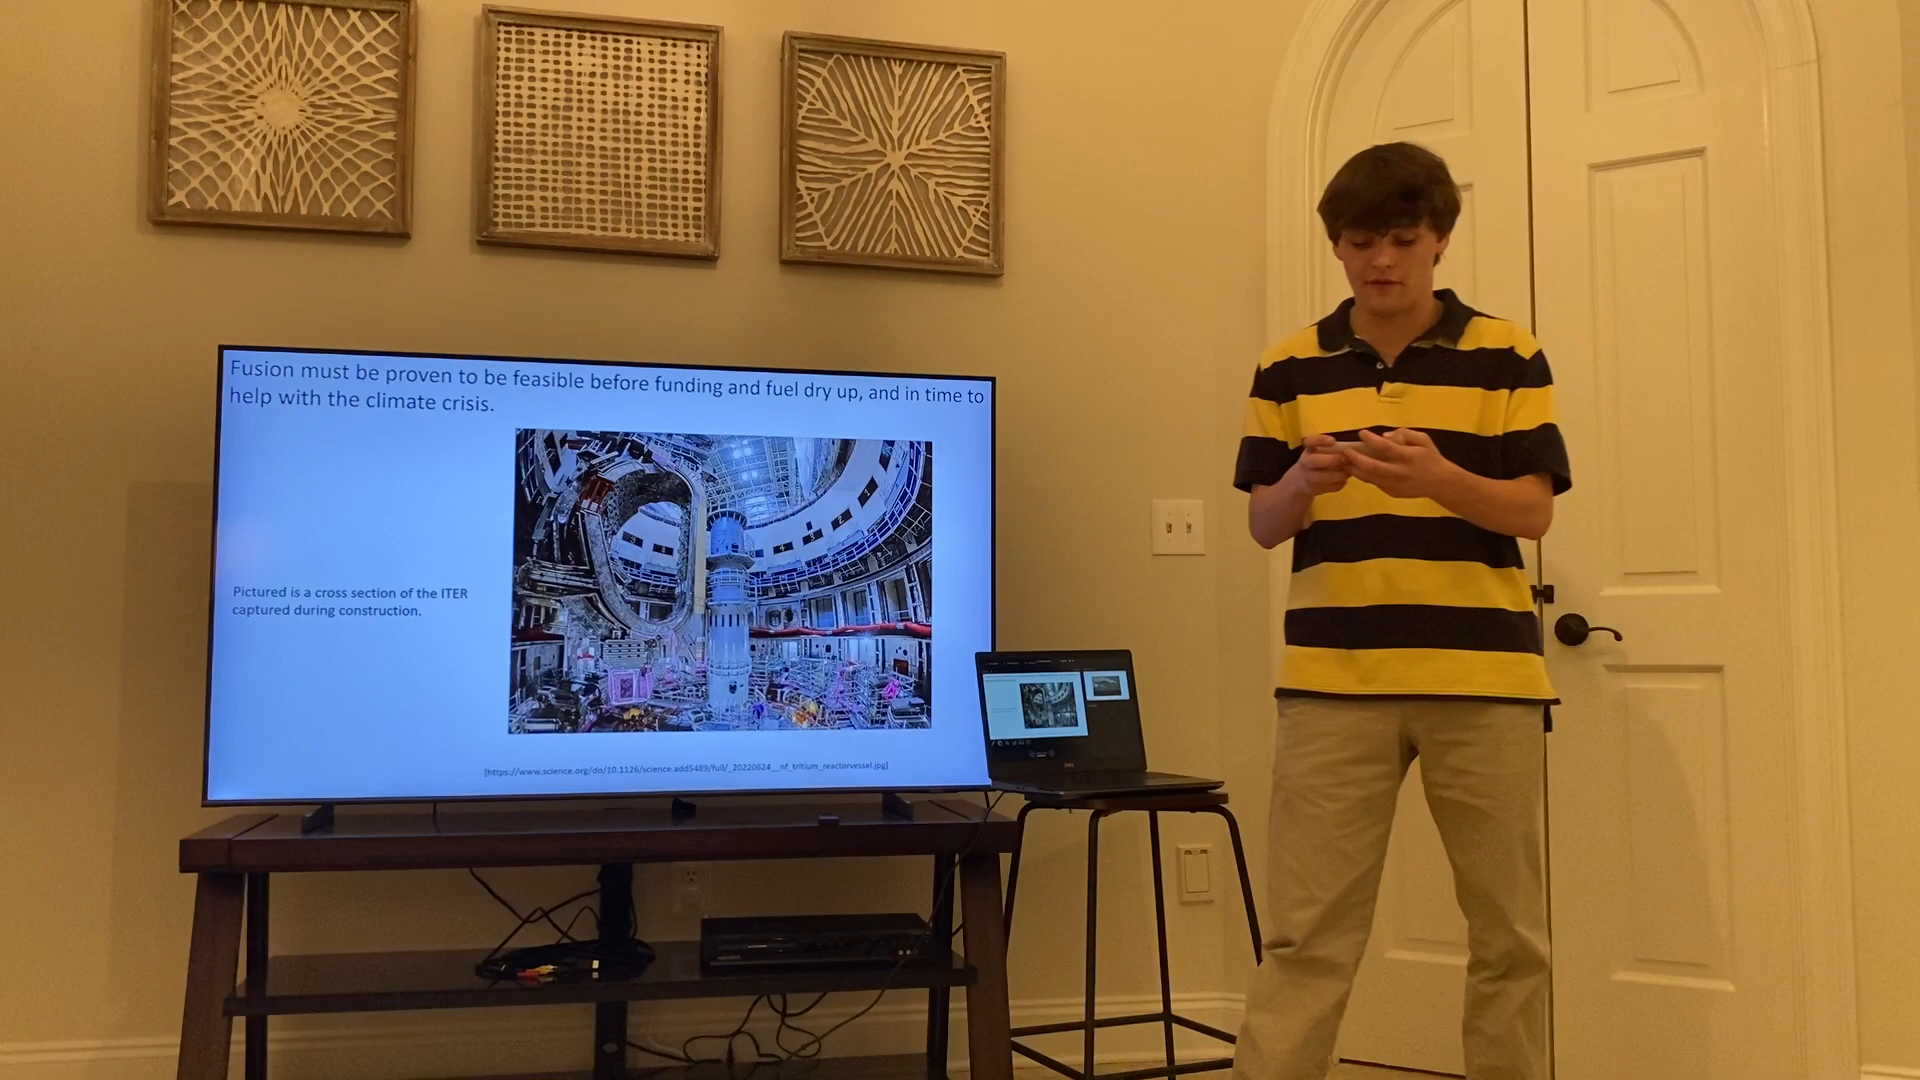 Fusion must be proven to be feasible before funding and fuel dry up, and in time to
help with the climate crisis.
Pictured is a cross section of the ITER
captured during construction.
[https://www.science.org/do/10.1126/science.add5489/full/_20220624__nf_tritium_reactorvessel.jpg]
DELL